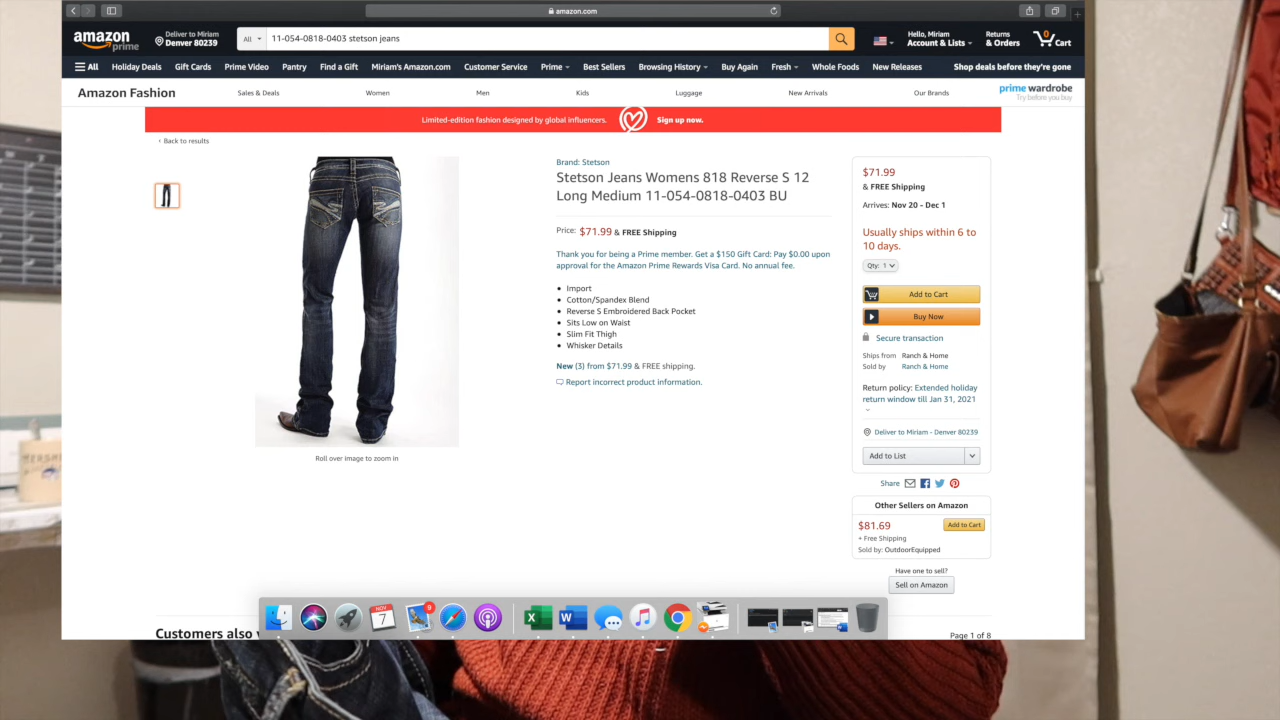 amazon.com
amazon prime
Deliver to Miriam
Denver 80239
All
11-054-0818-0403 stetson jeans
Hello, Miriam
Account & Lists
Returns
& Orders
0
Cart
All
Holiday Deals
Gift Cards
Prime Video
Pantry
Find a Gift
Miriam's Amazon.com
Customer Service
Prime
Best Sellers
Browsing History
Buy Again
Fresh
Whole Foods
New Releases
Shop deals before they're gone
Amazon Fashion
Sales & Deals
Women
Men
Kids
Luggage
New Arrivals
Our Brands
prime wardrobe
Try before you buy
Limited-edition fashion designed by global influencers.
Sign up now.
‹ Back to results
Roll over image to zoom in
Brand: Stetson
Stetson Jeans Womens 818 Reverse S 12
Long Medium 11-054-0818-0403 BU
Price: $71.99 & FREE Shipping
Thank you for being a Prime member. Get a $150 Gift Card: Pay $0.00 upon
approval for the Amazon Prime Rewards Visa Card. No annual fee.
• Import
• Cotton/Spandex Blend
• Reverse S Embroidered Back Pocket
• Sits Low on Waist
• Slim Fit Thigh
• Whisker Details
New (3) from $71.99 & FREE shipping.
Report incorrect product information.
$71.99
& FREE Shipping
Arrives: Nov 20 - Dec 1
Usually ships within 6 to
10 days.
Qty: 1
Add to Cart
Buy Now
Secure transaction
Ships from Ranch & Home
Sold by Ranch & Home
Return policy: Extended holiday
return window till Jan 31, 2021
Deliver to Miriam - Denver 80239
Add to List
Share
Other Sellers on Amazon
$81.69
Add to Cart
+ Free Shipping
Sold by: OutdoorEquipped
Have one to sell?
Sell on Amazon
NOV
7
9
X
W
Customers also
Page 1 of 8